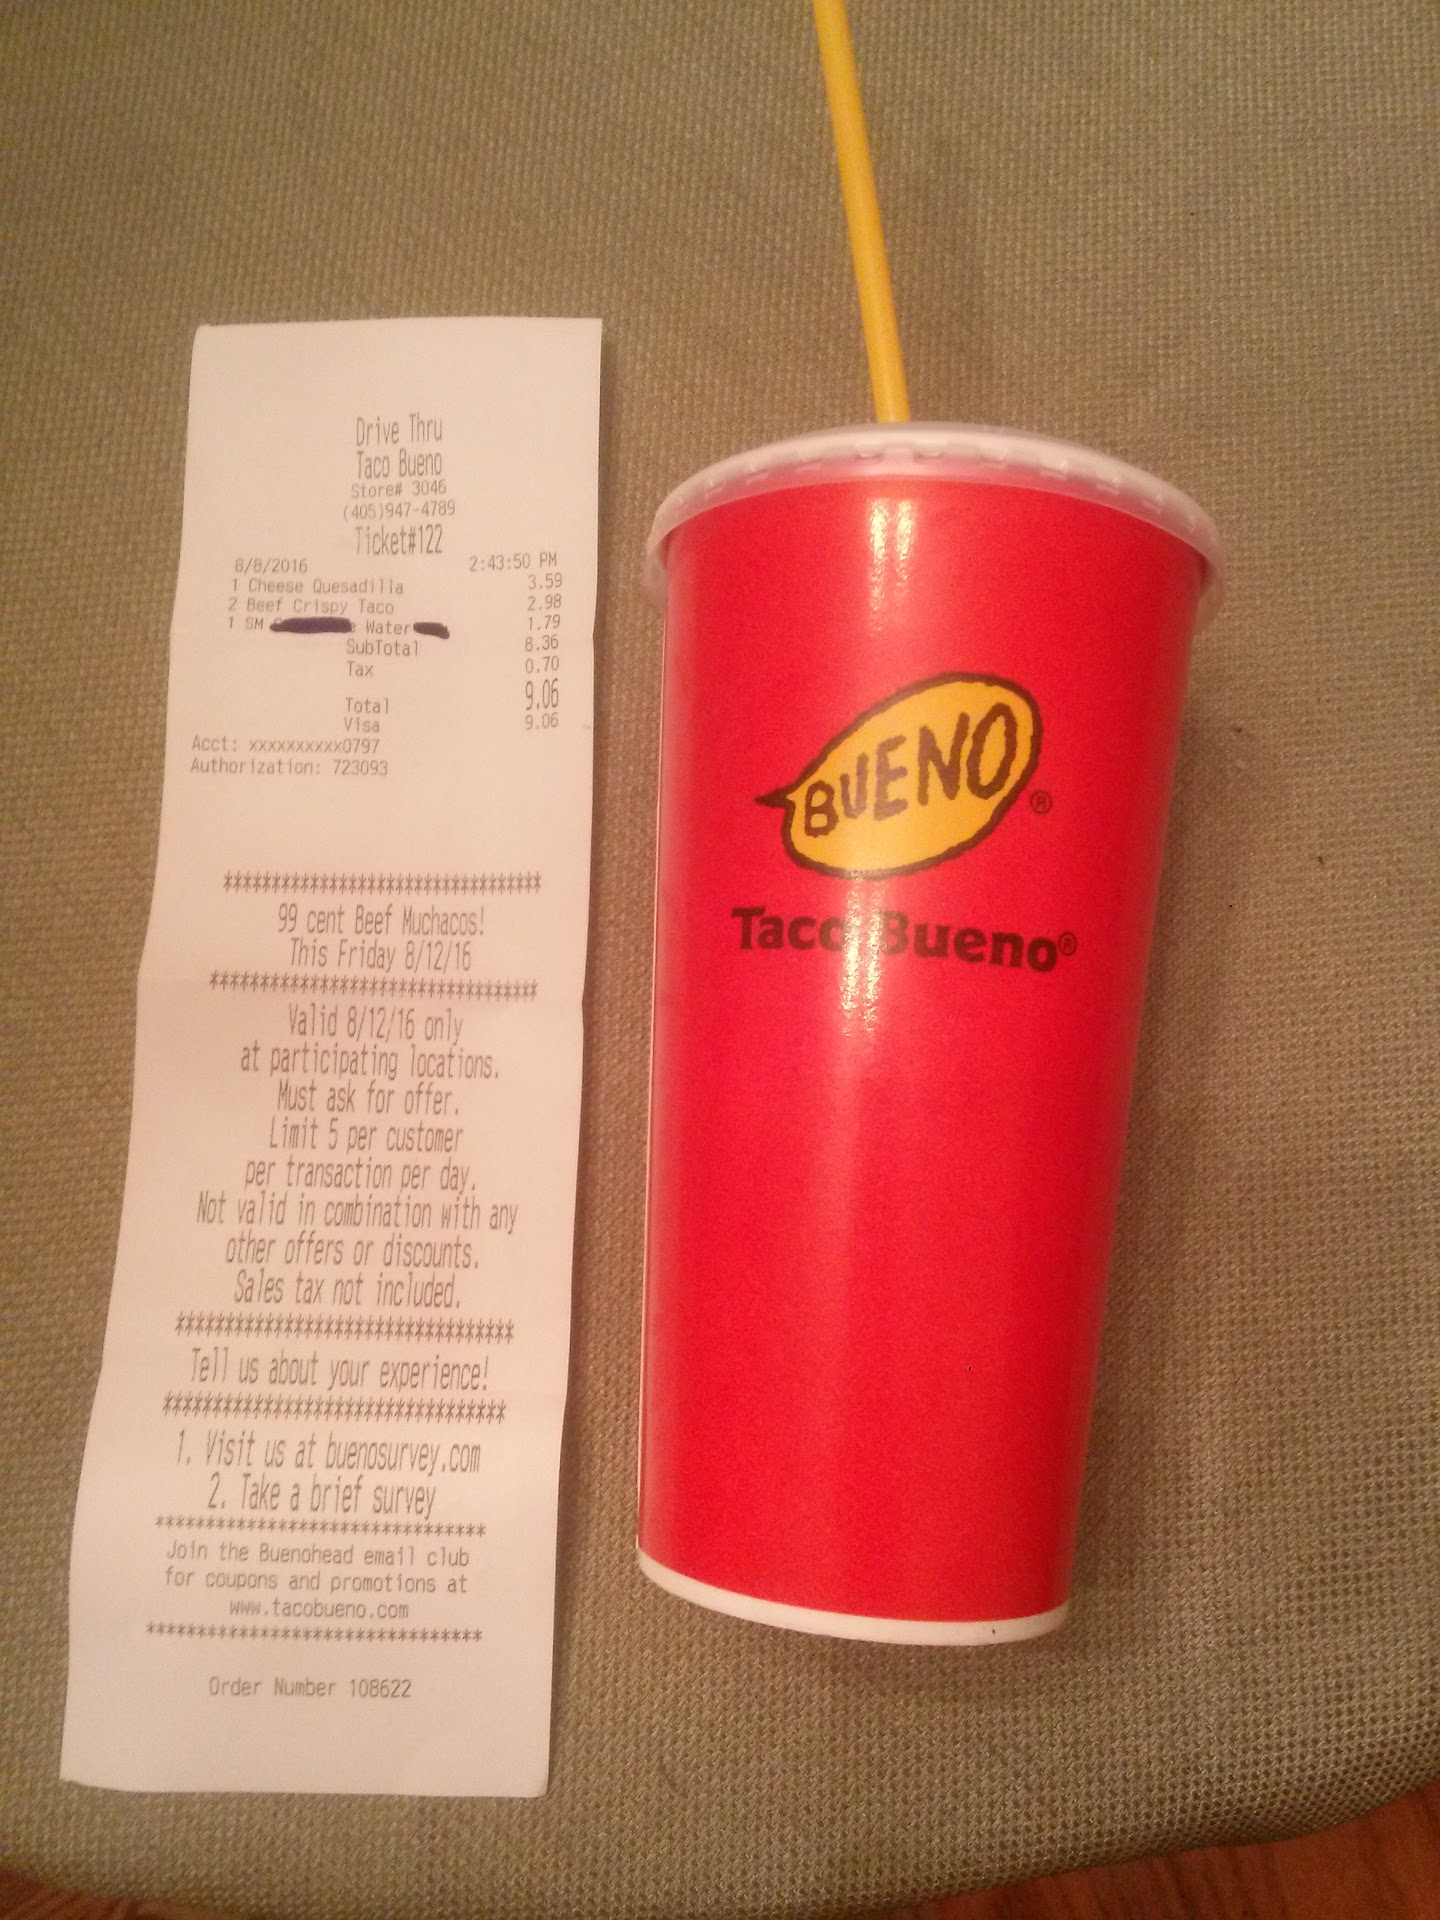 Drive Thru
Taco Bueno
Store# 3046
(405)947-4789
Ticket#122
8/8/2016 2:43:50 PM
1 Cheese Quesadilla 3.59
2 Beef Crispy Taco 2.98
1 SM Water 1.79
SubTotal 8.36
Tax 0.70
Total 9.06
Visa 9.06
Acct: xxxxxxxxxx0797
Authorization: 723093
********************************
99 cent Beef Muchacos!
This Friday 8/12/16
********************************
Valid 8/12/16 only
at participating locations.
Must ask for offer.
Limit 5 per customer
per transaction per day.
Not valid in combination with any
other offers or discounts.
Sales tax not included.
********************************
Tell us about your experience!
********************************
1. Visit us at buenosurvey.com
2. Take a brief survey
********************************
Join the Buenohead email club
for coupons and promotions at
www.tacobueno.com
********************************
Order Number 108622
BUENO®
Taco Bueno®